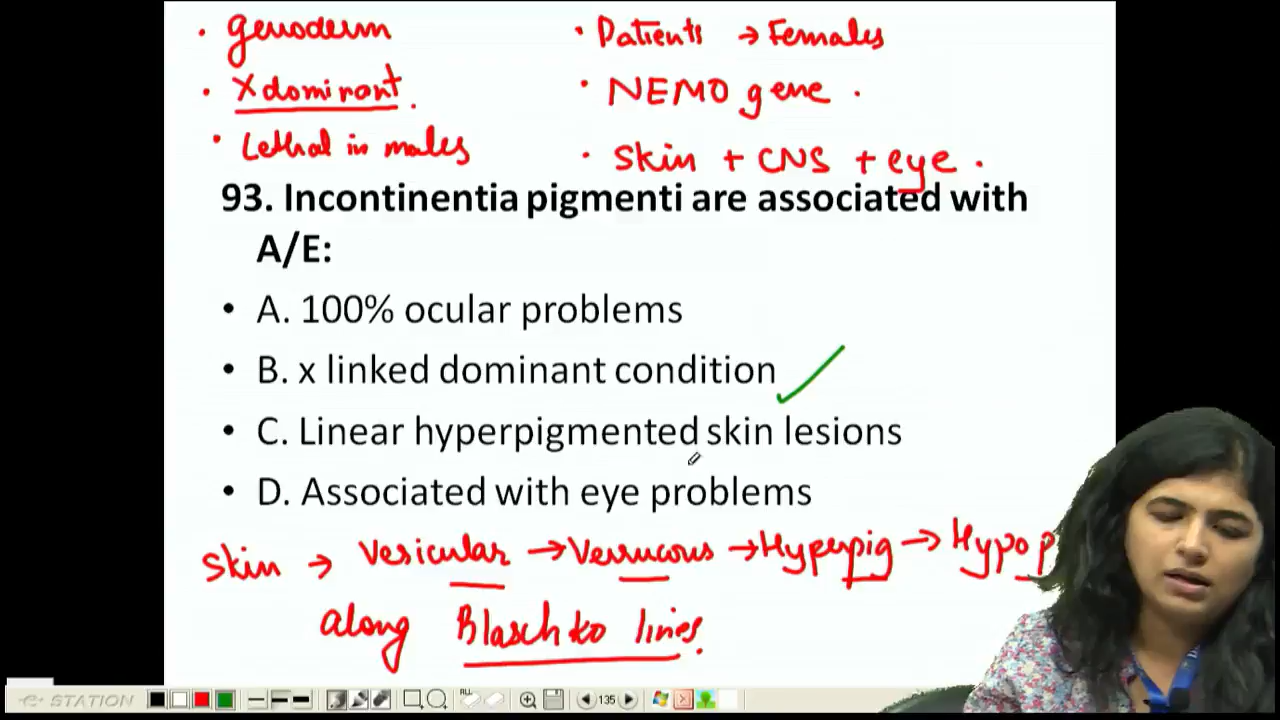 • Genoderm
• Patients → Females
• X dominant.
• NEMO gene.
• Lethal in males
• Skin + CNS + eye.
93. Incontinentia pigmenti are associated with
A/E:
• A. 100% ocular problems
• B. x linked dominant condition
• C. Linear hyperpigmented skin lesions
• D. Associated with eye problems
Skin → Vesicular → Verrucous → Hyperpig → Hypop
along Blaschko lines.
e-STATION ALL 135